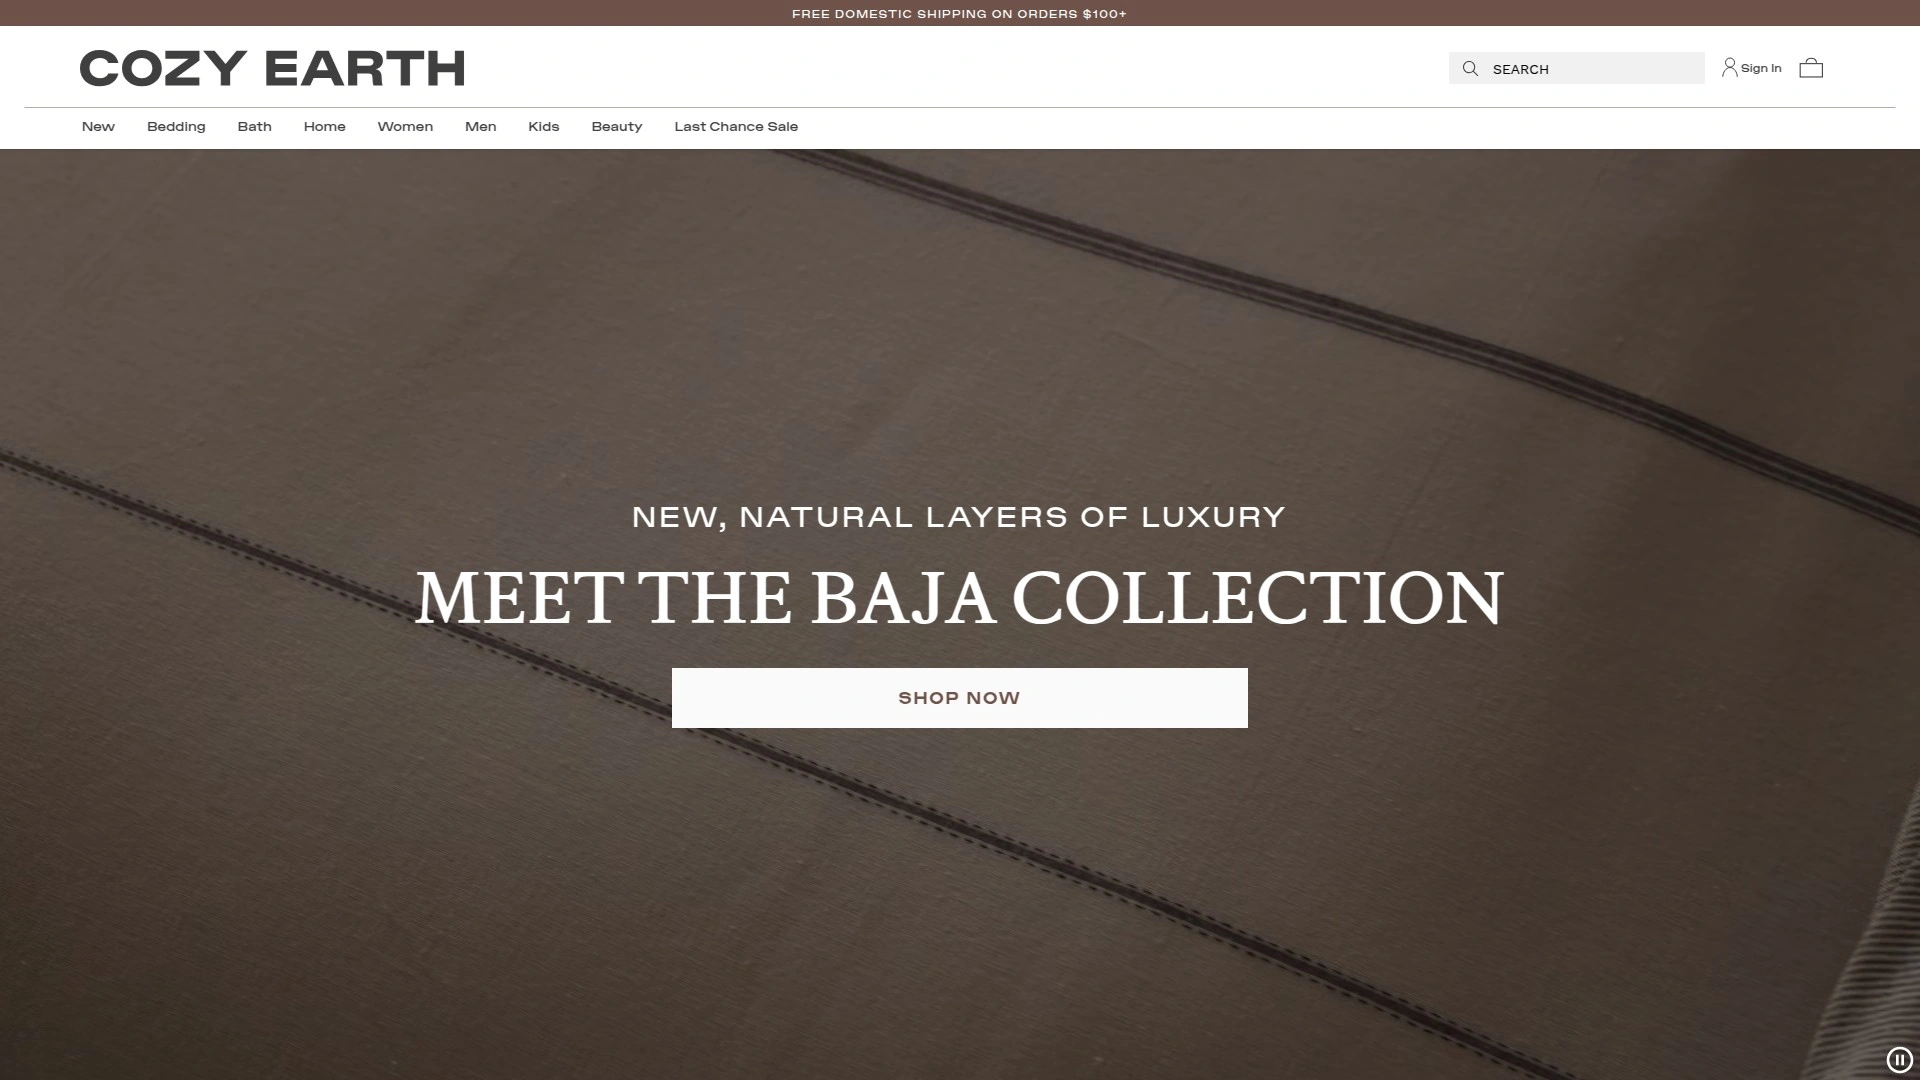 FREE DOMESTIC SHIPPING ON ORDERS $100+
COZY EARTH
SEARCH
Sign In
New Bedding Bath Home Women Men Kids Beauty Last Chance Sale
NEW, NATURAL LAYERS OF LUXURY
MEET THE BAJA COLLECTION
SHOP NOW